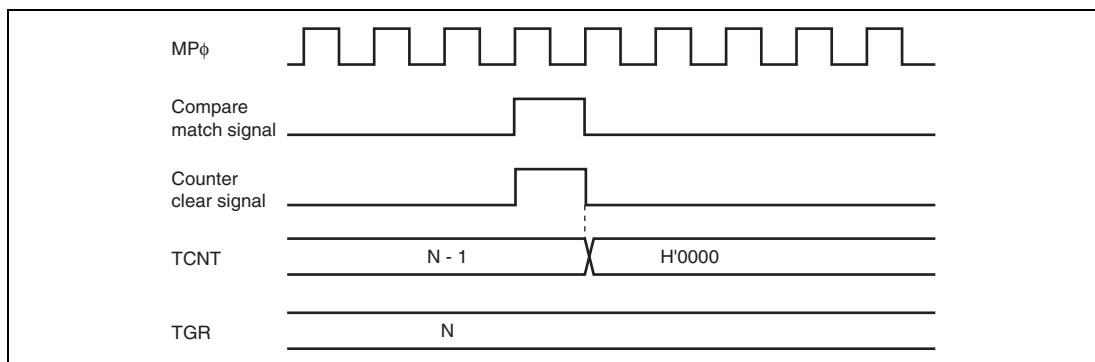 MPϕ
Compare
match signal
Counter
clear signal
TCNT N - 1 H'0000
TGR N